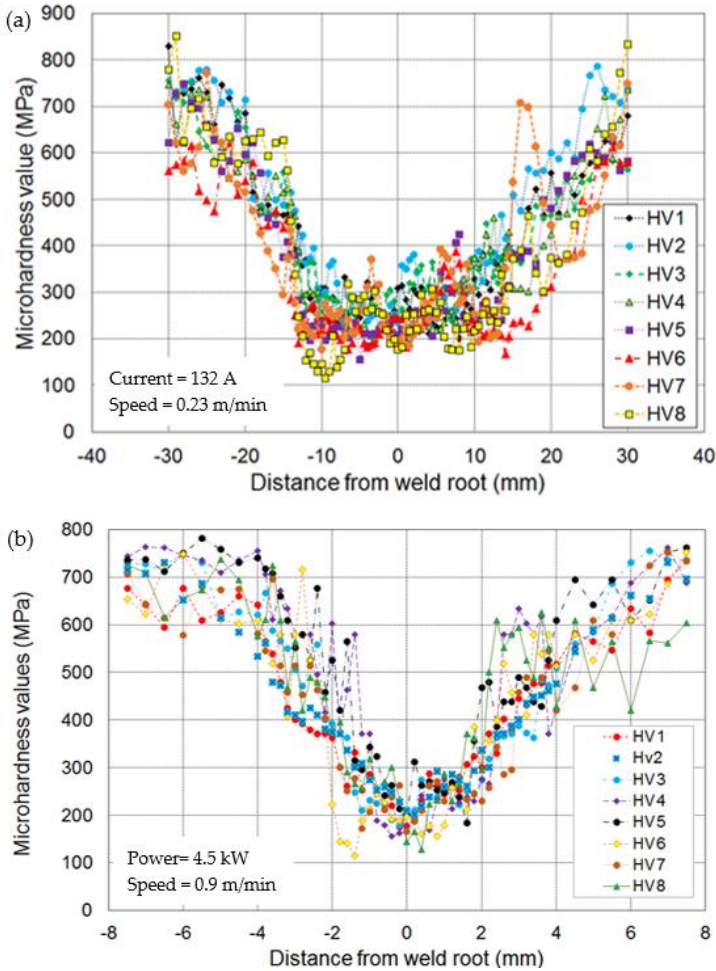 (a)
900
800
700
600
500
400
300
200
100
0
Microhardness value (MPa)
Current = 132 A
Speed = 0.23 m/min
HV1
HV2
HV3
HV4
HV5
HV6
HV7
HV8
-40 -30 -20 -10 0 10 20 30 40
Distance from weld root (mm)
(b)
800
700
600
500
400
300
200
100
0
Microhardness values (MPa)
Power= 4.5 kW
Speed = 0.9 m/min
HV1
Hv2
HV3
HV4
HV5
HV6
HV7
HV8
-8 -6 -4 -2 0 2 4 6 8
Distance from weld root (mm)